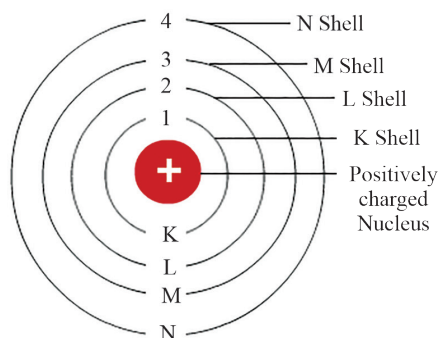 4
N Shell
3
M Shell
2
L Shell
1
K Shell
+
Positively
charged
Nucleus
K
L
M
N